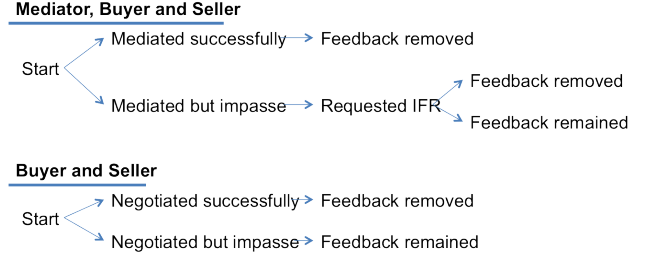 Mediator, Buyer and Seller
Mediated successfully Feedback removed
Start
Feedback removed
Mediated but impasse Requested IFR
Feedback remained
Buyer and Seller
Negotiated successfully Feedback removed
Start
Negotiated but impasse Feedback remained